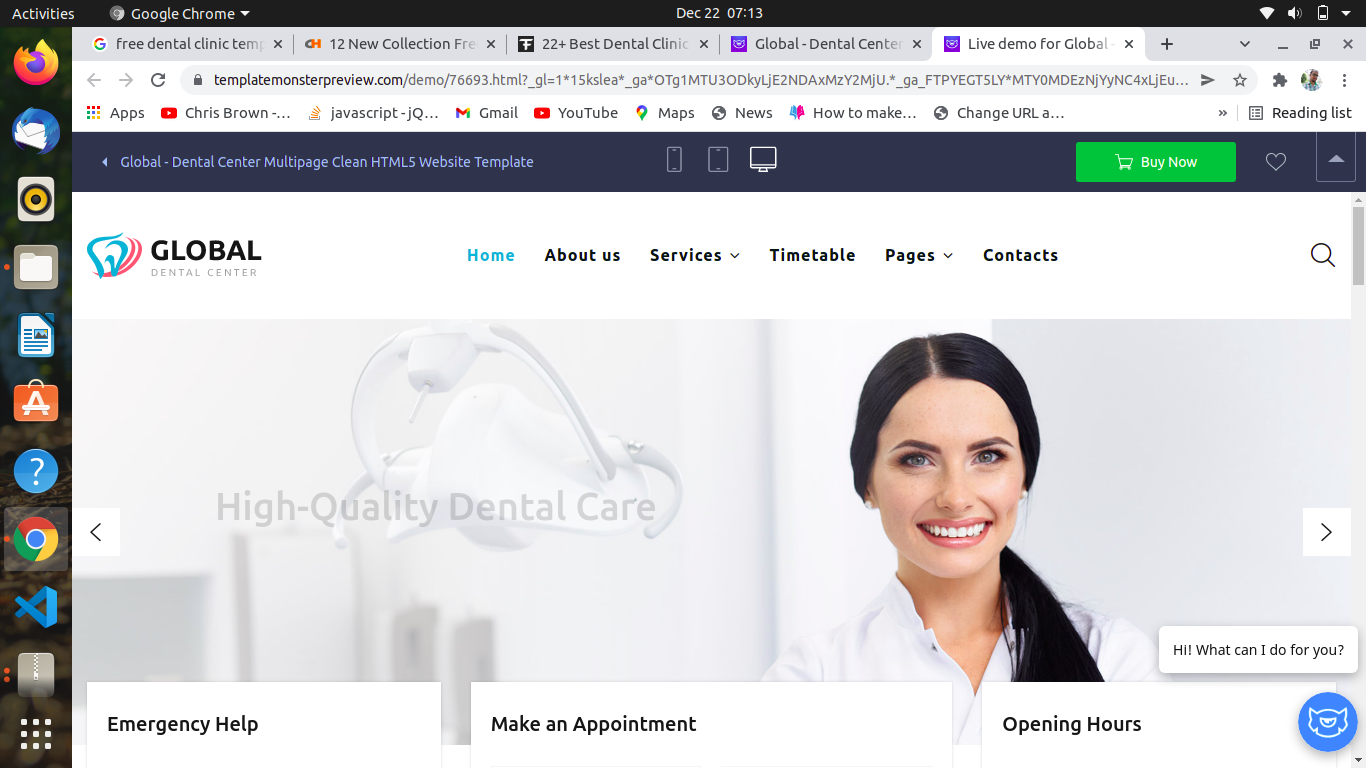 Activities
Google Chrome
Dec 22 07:13
free dental clinic temp
12 New Collection Fre
22+ Best Dental Clinic
Global - Dental Center
Live demo for Global -
templatemonsterpreview.com/demo/76693.html?_gl=1*15kslea*_ga*OTg1MTU3ODkyLjE2NDAxMzY2MjU.*_ga_FTPYEGT5LY*MTY0MDEzNjYyNC4xLjEu...
Apps
Chris Brown -...
javascript - jQ...
Gmail
YouTube
Maps
News
How to make...
Change URL a...
»
Reading list
Global - Dental Center Multipage Clean HTML5 Website Template
Buy Now
GLOBAL
DENTAL CENTER
Home
About us
Services
Timetable
Pages
Contacts
High-Quality Dental Care
Hi! What can I do for you?
Emergency Help
Make an Appointment
Opening Hours